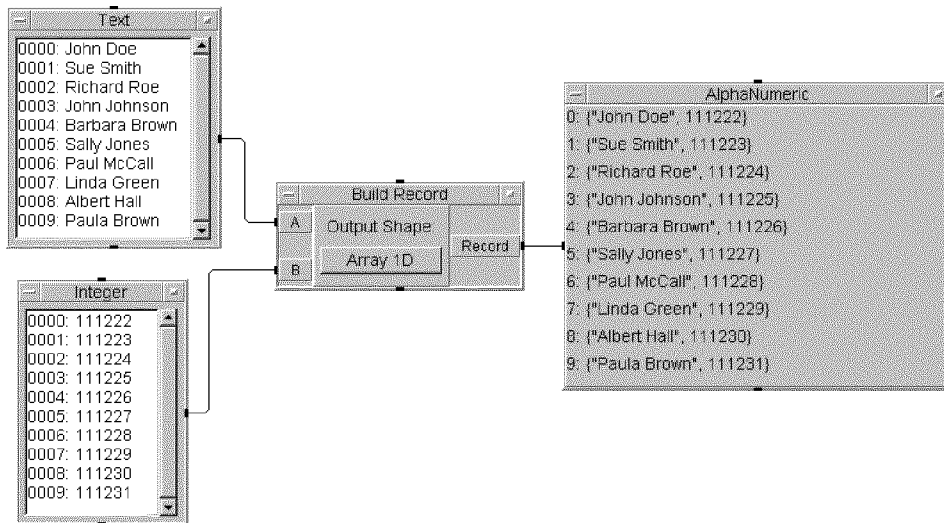 Text
0000: John Doe
0001: Sue Smith
0002: Richard Roe
0003: John Johnson
0004: Barbara Brown
0005: Sally Jones
0006: Paul McCall
0007: Linda Green
0008: Albert Hall
0009: Paula Brown
Integer
0000: 111222
0001: 111223
0002: 111224
0003: 111225
0004: 111226
0005: 111227
0006: 111228
0007: 111229
0008: 111230
0009: 111231
Build Record
A
B
Output Shape
Array 1D
Record
AlphaNumeric
0: {"John Doe", 111222}
1: {"Sue Smith", 111223}
2: {"Richard Roe", 111224}
3: {"John Johnson", 111225}
4: {"Barbara Brown", 111226}
5: {"Sally Jones", 111227}
6: {"Paul McCall", 111228}
7: {"Linda Green", 111229}
8: {"Albert Hall", 111230}
9: {"Paula Brown", 111231}